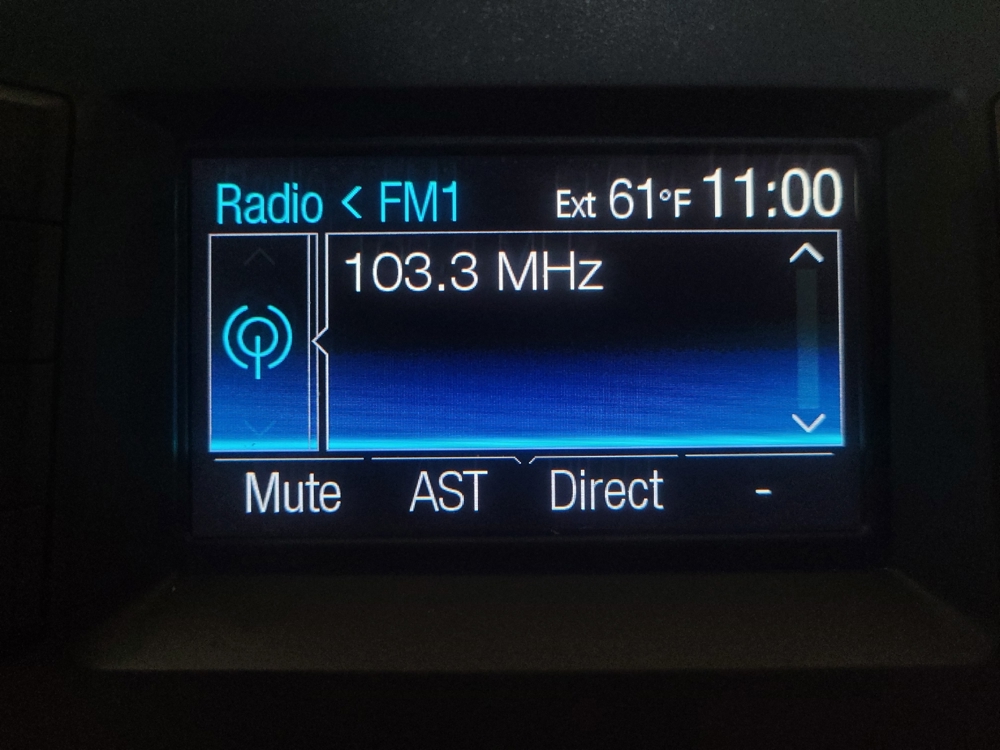 Radio < FM1 Ext 61°F 11:00
103.3 MHz
Mute AST Direct -